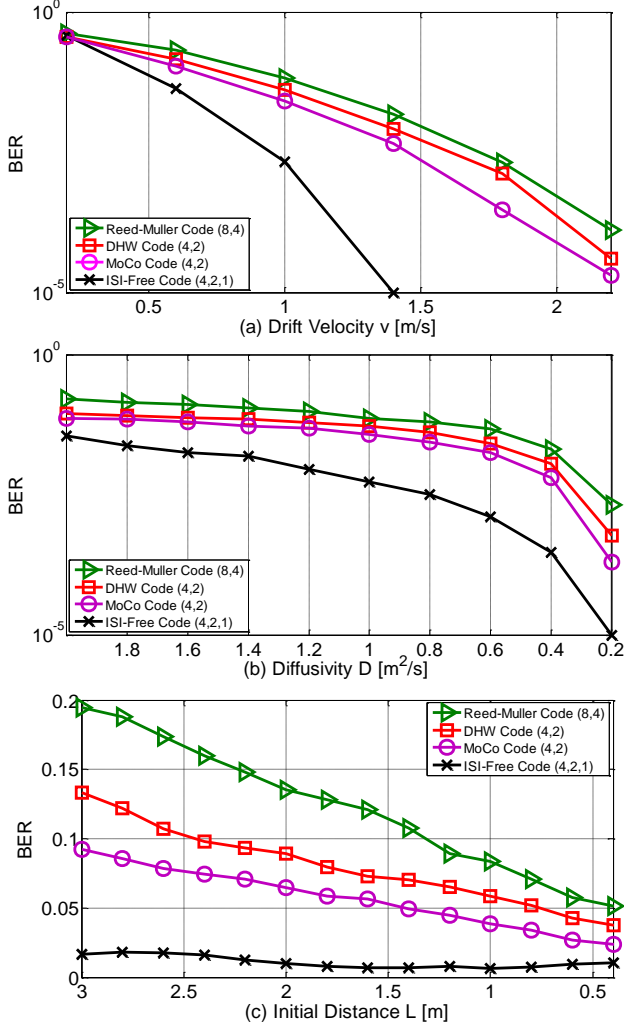 10^0
BER
Reed-Muller Code (8,4)
DHW Code (4,2)
MoCo Code (4,2)
ISI-Free Code (4,2,1)
10^-5
0.5 1 1.5 2
(a) Drift Velocity v [m/s]
10^0
BER
Reed-Muller Code (8,4)
DHW Code (4,2)
MoCo Code (4,2)
ISI-Free Code (4,2,1)
10^-5
1.8 1.6 1.4 1.2 1 0.8 0.6 0.4 0.2
(b) Diffusivity D [m^2/s]
0.2
Reed-Muller Code (8,4)
DHW Code (4,2)
MoCo Code (4,2)
ISI-Free Code (4,2,1)
0.15
BER
0.1
0.05
0
3 2.5 2 1.5 1 0.5
(c) Initial Distance L [m]